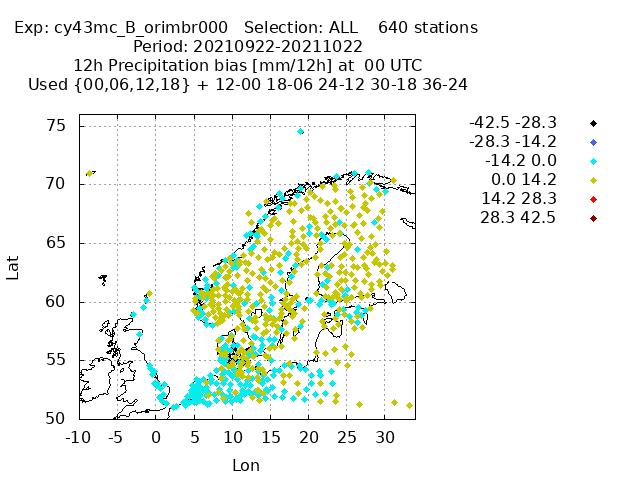 Exp: cy43mc_B_orimbr000   Selection: ALL    640 stations
Period: 20210922-20211022
12h Precipitation bias [mm/12h] at  00 UTC
Used {00,06,12,18} + 12-00 18-06 24-12 30-18 36-24
-42.5 -28.3
-28.3 -14.2
-14.2 0.0
0.0 14.2
14.2 28.3
28.3 42.5
75
70
65
60
55
50
Lat
-10 -5 0 5 10 15 20 25 30
Lon